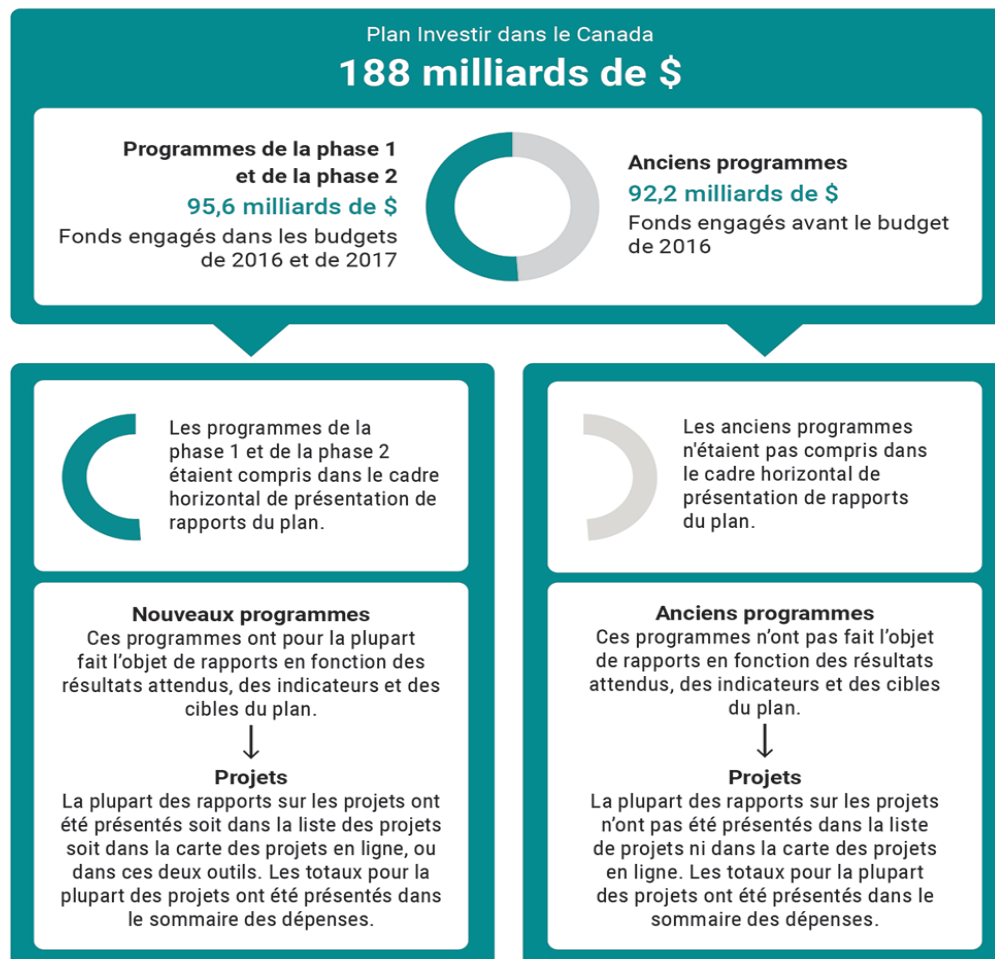 Plan Investir dans le Canada
188 milliards de $
Programmes de la phase 1
et de la phase 2
95,6 milliards de $
Fonds engagés dans les budgets
de 2016 et de 2017
Anciens programmes
92,2 milliards de $
Fonds engagés avant le budget
de 2016
Les programmes de la
phase 1 et de la phase 2
étaient compris dans le cadre
horizontal de présentation de
rapports du plan.
Nouveaux programmes
Ces programmes ont pour la plupart
fait l’objet de rapports en fonction des
résultats attendus, des indicateurs et des
cibles du plan.
Projets
La plupart des rapports sur les projets ont
été présentés soit dans la liste des projets
soit dans la carte des projets en ligne, ou
dans ces deux outils. Les totaux pour la
plupart des projets ont été présentés dans
le sommaire des dépenses.
Les anciens programmes
n'étaient pas compris dans
le cadre horizontal de
présentation de rapports
du plan.
Anciens programmes
Ces programmes n’ont pas fait l’objet
de rapports en fonction des résultats
attendus, des indicateurs et des cibles
du plan.
Projets
La plupart des rapports sur les projets
n’ont pas été présentés dans la liste
de projets ni dans la carte des projets
en ligne. Les totaux pour la plupart
des projets ont été présentés dans le
sommaire des dépenses.